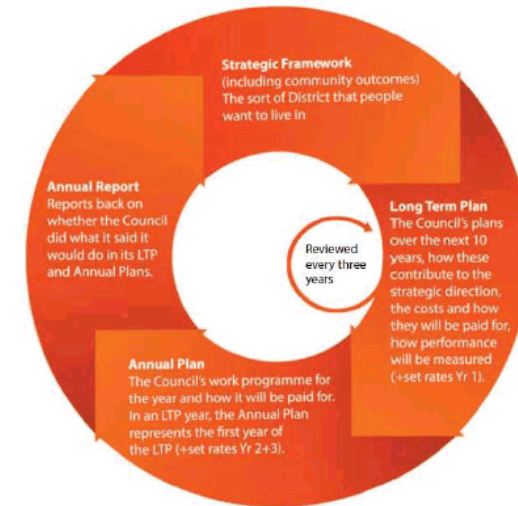 Strategic Framework
(including community outcomes)
The sort of District that people
want to live in
Long Term Plan
The Council's plans
over the next 10
years, how these
contribute to the
strategic direction,
the costs and how
they will be paid for,
how performance
will be measured
(+set rates Yr 1).
Reviewed
every three
years
Annual Plan
The Council's work programme for
the year and how it will be paid for.
In an LTP year, the Annual Plan
represents the first year of
the LTP (+set rates Yr 2+3).
Annual Report
Reports back on
whether the Council
did what it said it
would do in its LTP
and Annual Plans.